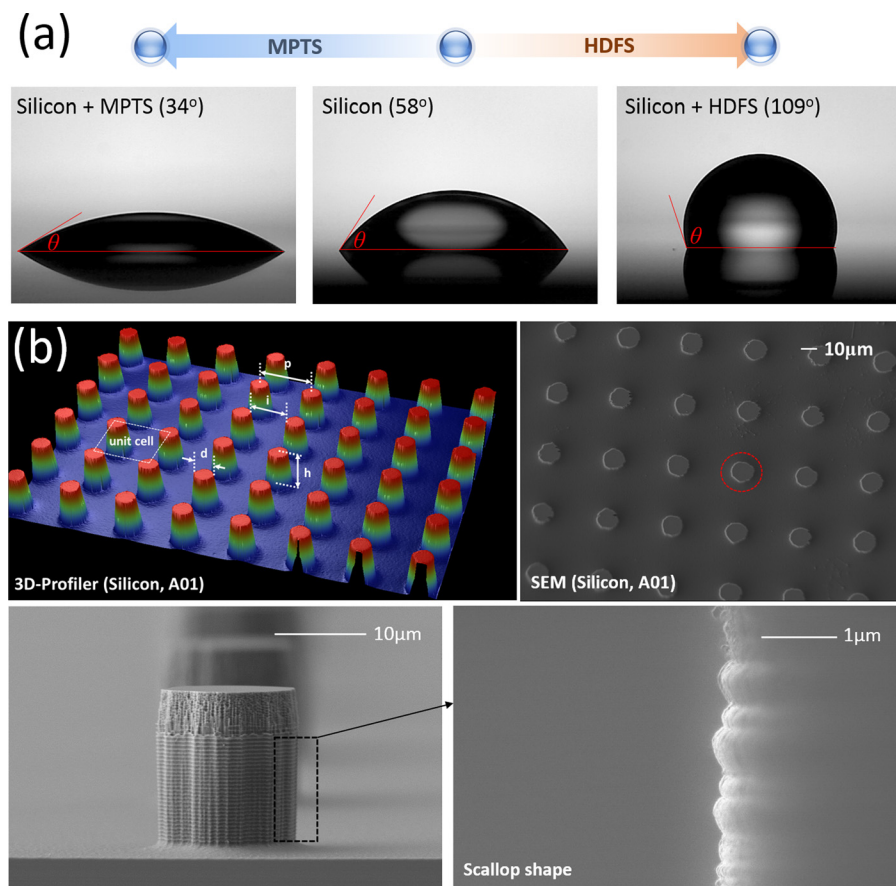 (a)
MPTS
HDFS
Silicon + MPTS (34°)
Silicon (58°)
Silicon + HDFS (109°)
θ
θ
θ
(b)
p
i
unit cell
d
h
3D-Profiler (Silicon, A01)
10μm
SEM (Silicon, A01)
10μm
1μm
Scallop shape